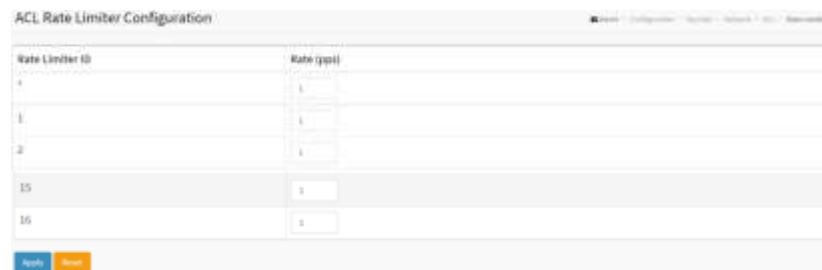 ACL Rate Limiter Configuration
Rate Limiter ID Rate (pps)
* 1
1 1
2 1
15 1
16 1
Apply Reset